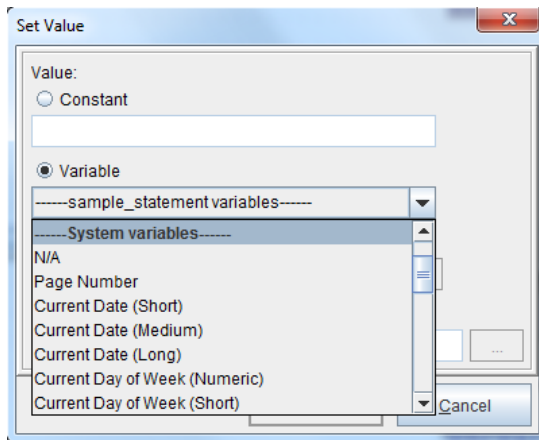 Set Value
Value:
Constant
Variable
------sample_statement variables------
------System variables------
N/A
Page Number
Current Date (Short)
Current Date (Medium)
Current Date (Long)
Current Day of Week (Numeric)
Current Day of Week (Short)
...
Cancel